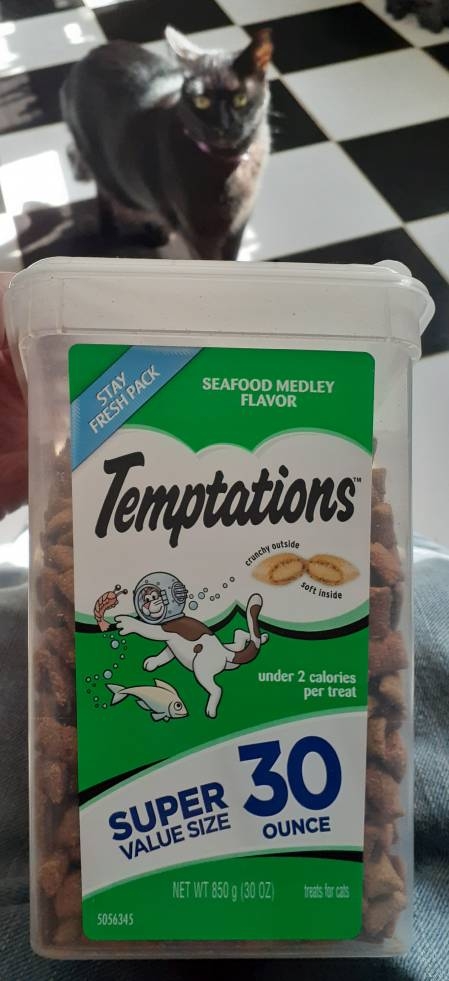 STAY
FRESH PACK
SEAFOOD MEDLEY
FLAVOR
Temptations™
crunchy outside
soft inside
under 2 calories
per treat
SUPER
VALUE SIZE
30
OUNCE
NET WT 850 g (30 OZ)
treats for cats
5056345